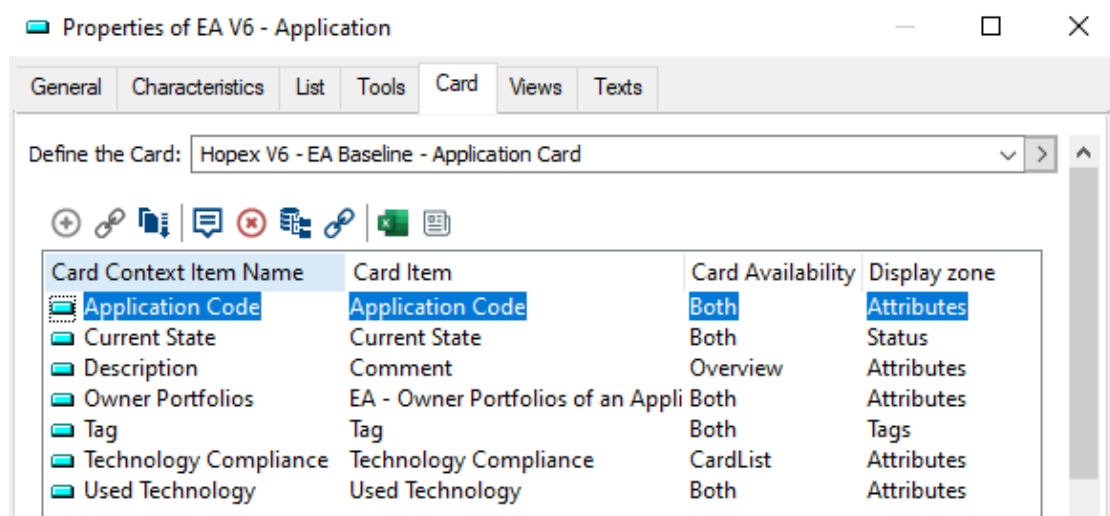 Properties of EA V6 - Application
General Characteristics List Tools Card Views Texts
Define the Card: Hopex V6 - EA Baseline - Application Card
Card Context Item Name Card Item Card Availability Display zone
Application Code Application Code Both Attributes
Current State Current State Both Status
Description Comment Overview Attributes
Owner Portfolios EA - Owner Portfolios of an Appli Both Attributes
Tag Tag Both Tags
Technology Compliance Technology Compliance CardList Attributes
Used Technology Used Technology Both Attributes